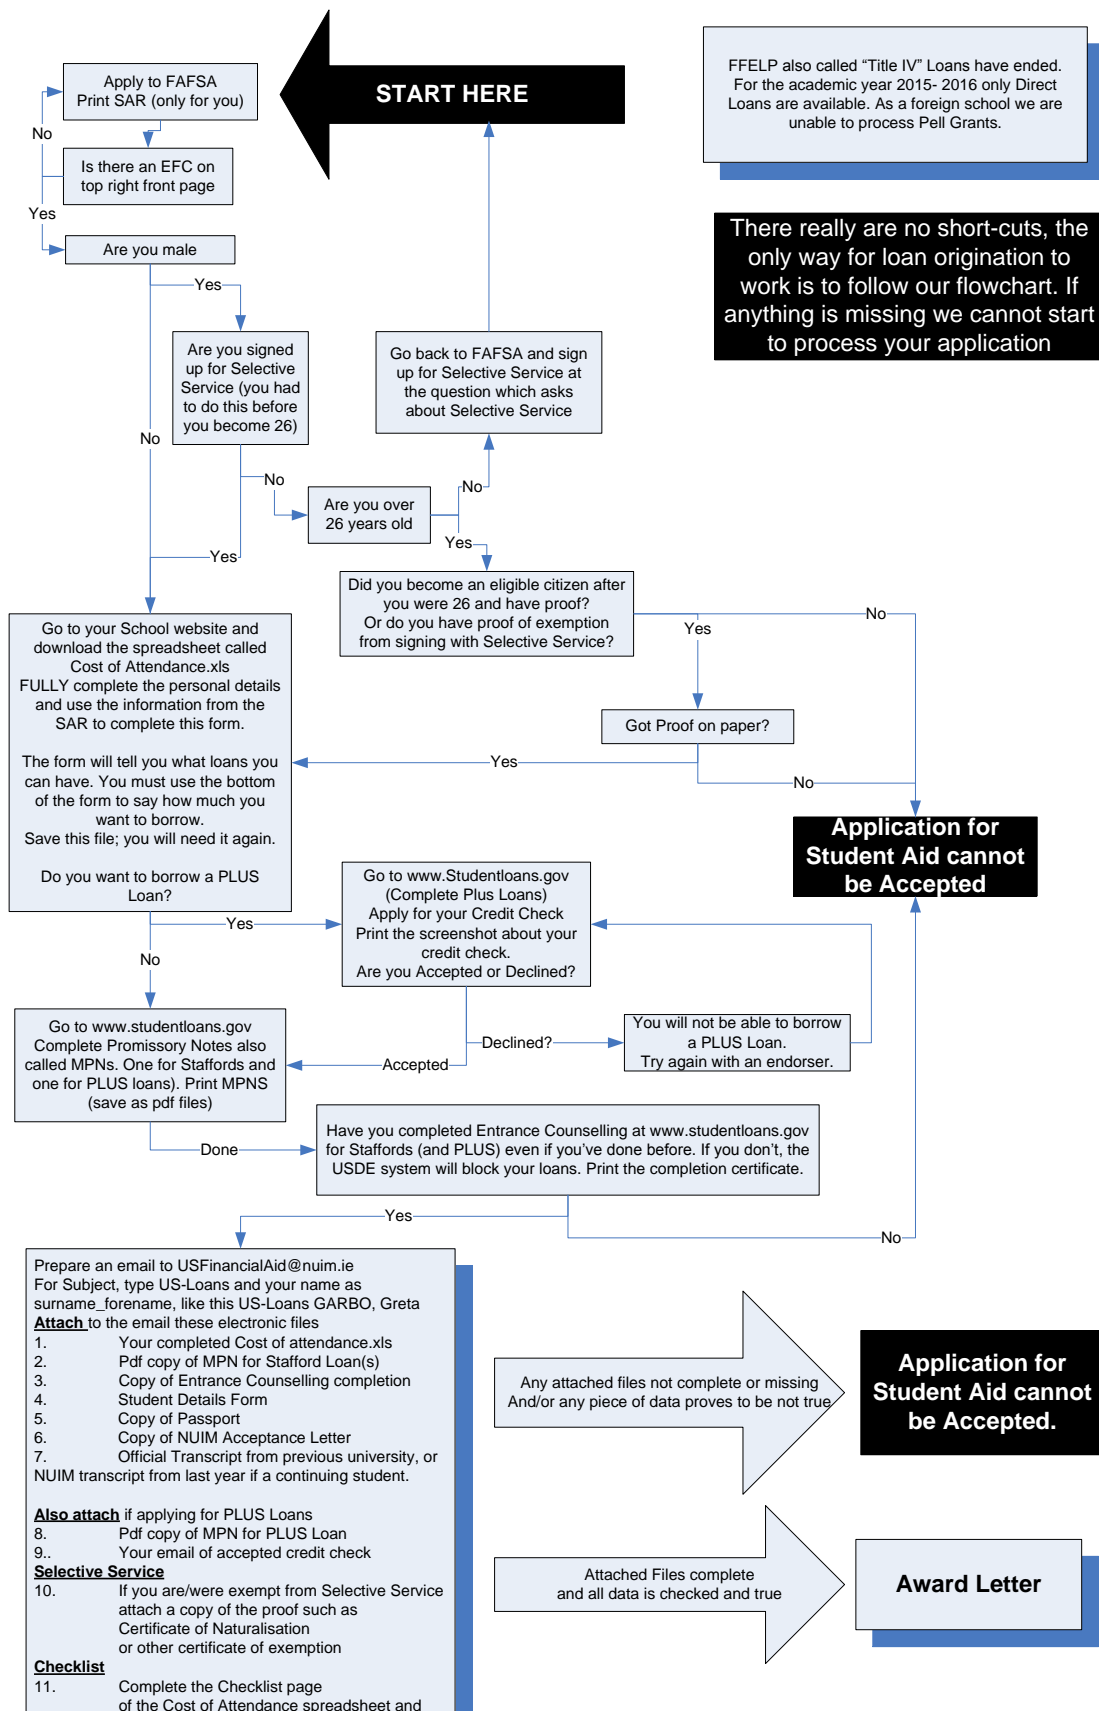 START HERE
FFELP also called “Title IV” Loans have ended.
For the academic year 2015- 2016 only Direct
Loans are available. As a foreign school we are
unable to process Pell Grants.
There really are no short-cuts, the
only way for loan origination to
work is to follow our flowchart. If
anything is missing we cannot start
to process your application
Apply to FAFSA
Print SAR (only for you)
No
Is there an EFC on
top right front page
Yes
Are you male
Yes
No
Are you signed
up for Selective
Service (you had
to do this before
you become 26)
Go back to FAFSA and sign
up for Selective Service at
the question which asks
about Selective Service
No
Are you over
26 years old
No
Yes
Yes
Did you become an eligible citizen after
you were 26 and have proof?
Or do you have proof of exemption
from signing with Selective Service?
Yes
No
Got Proof on paper?
Yes
No
Application for
Student Aid cannot
be Accepted
Go to your School website and
download the spreadsheet called
Cost of Attendance.xls
FULLY complete the personal details
and use the information from the
SAR to complete this form.
The form will tell you what loans you
can have. You must use the bottom
of the form to say how much you
want to borrow.
Save this file; you will need it again.
Do you want to borrow a PLUS
Loan?
Yes
No
Go to www.Studentloans.gov
(Complete Plus Loans)
Apply for your Credit Check
Print the screenshot about your
credit check.
Are you Accepted or Declined?
Declined?
Accepted
You will not be able to borrow
a PLUS Loan.
Try again with an endorser.
Go to www.studentloans.gov
Complete Promissory Notes also
called MPNs. One for Staffords and
one for PLUS loans). Print MPNS
(save as pdf files)
Done
Have you completed Entrance Counselling at www.studentloans.gov
for Staffords (and PLUS) even if you’ve done before. If you don’t, the
USDE system will block your loans. Print the completion certificate.
Yes
No
Prepare an email to USFinancialAid@nuim.ie
For Subject, type US-Loans and your name as
surname_forename, like this US-Loans GARBO, Greta
Attach to the email these electronic files
1. Your completed Cost of attendance.xls
2. Pdf copy of MPN for Stafford Loan(s)
3. Copy of Entrance Counselling completion
4. Student Details Form
5. Copy of Passport
6. Copy of NUIM Acceptance Letter
7. Official Transcript from previous university, or
NUIM transcript from last year if a continuing student.
Also attach if applying for PLUS Loans
8. Pdf copy of MPN for PLUS Loan
9.. Your email of accepted credit check
Selective Service
10. If you are/were exempt from Selective Service
attach a copy of the proof such as
Certificate of Naturalisation
or other certificate of exemption
Checklist
11. Complete the Checklist page
of the Cost of Attendance spreadsheet and
Any attached files not complete or missing
And/or any piece of data proves to be not true
Application for
Student Aid cannot
be Accepted.
Attached Files complete
and all data is checked and true
Award Letter